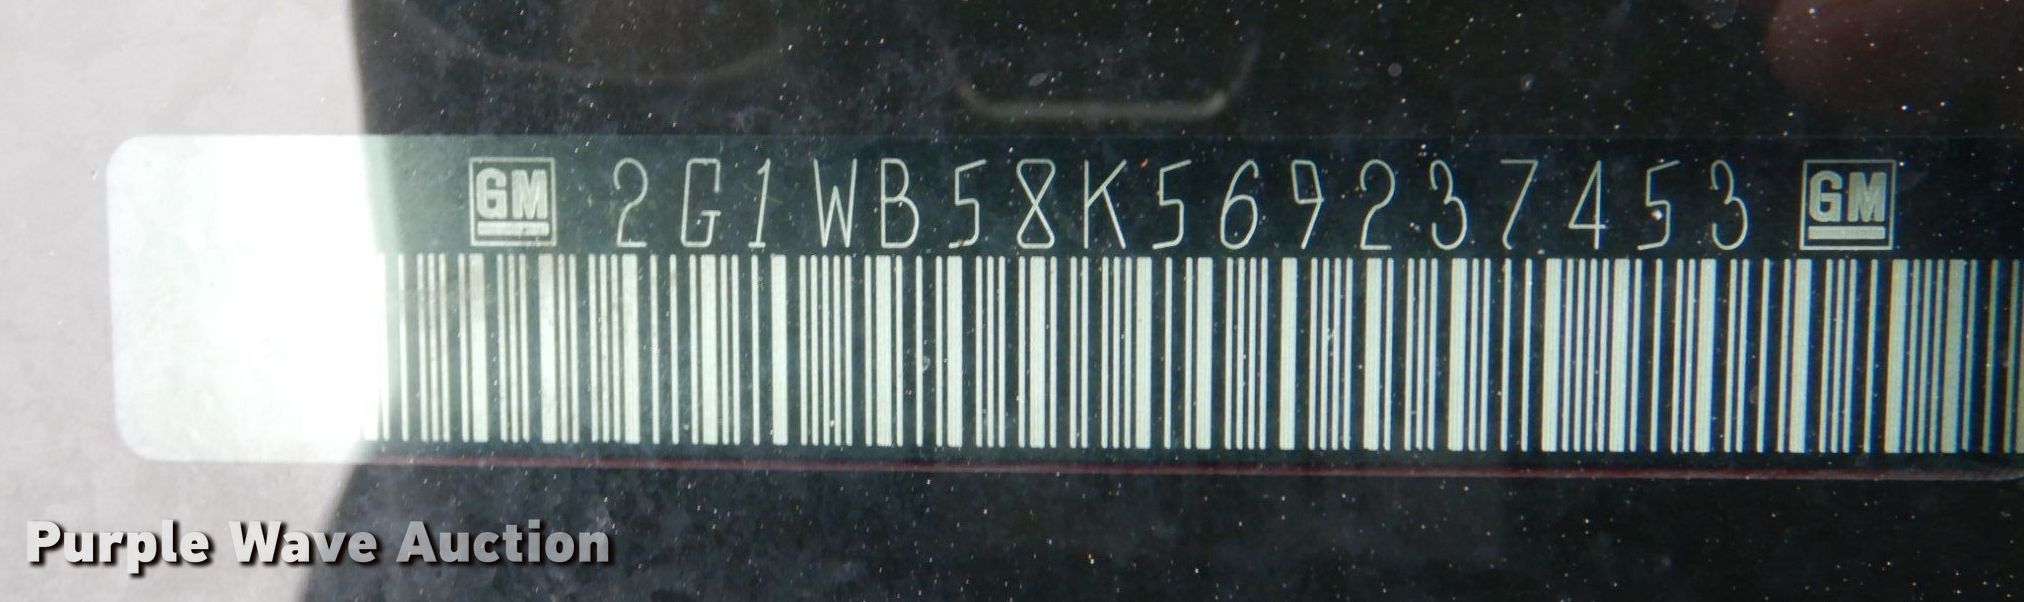 GM 2G1WB58K569237453 GM
Purple Wave Auction